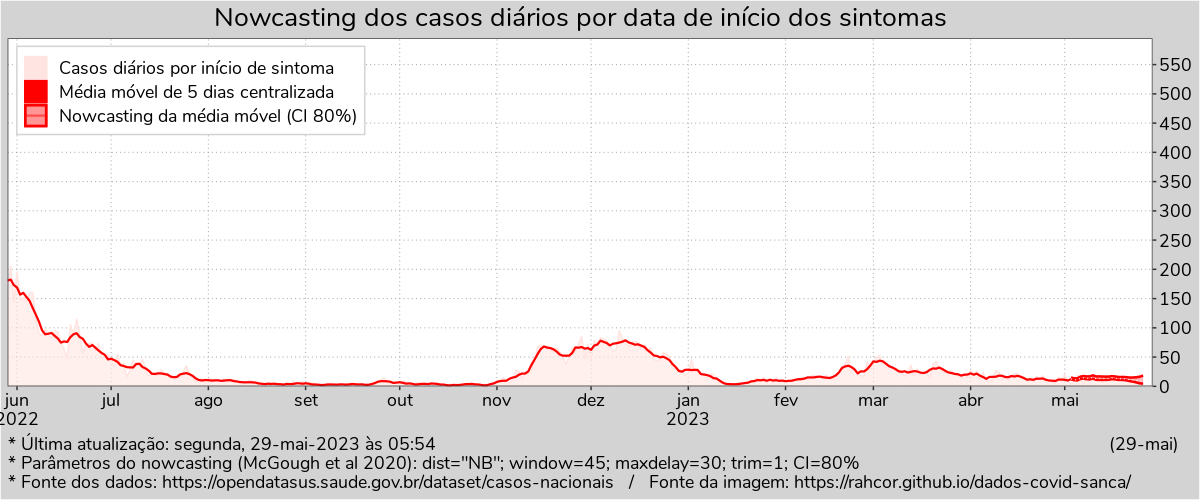 Nowcasting dos casos diários por data de início dos sintomas
Casos diários por início de sintoma
Média móvel de 5 dias centralizada
Nowcasting da média móvel (CI 80%)
550
500
450
400
350
300
250
200
150
100
50
0
jun jul ago set out nov dez jan fev mar abr mai
2022 2023
* Última atualização: segunda, 29-mai-2023 às 05:54 (29-mai)
* Parâmetros do nowcasting (McGough et al 2020): dist="NB"; window=45; maxdelay=30; trim=1; CI=80%
* Fonte dos dados: https://opendatasus.saude.gov.br/dataset/casos-nacionais / Fonte da imagem: https://rahcor.github.io/dados-covid-sanca/